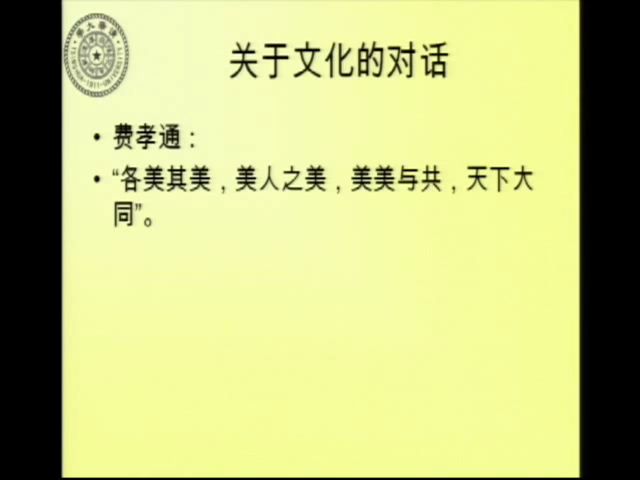 关于文化的对话
• 费孝通：
• “各美其美，美人之美，美美与共，天下大
同”。